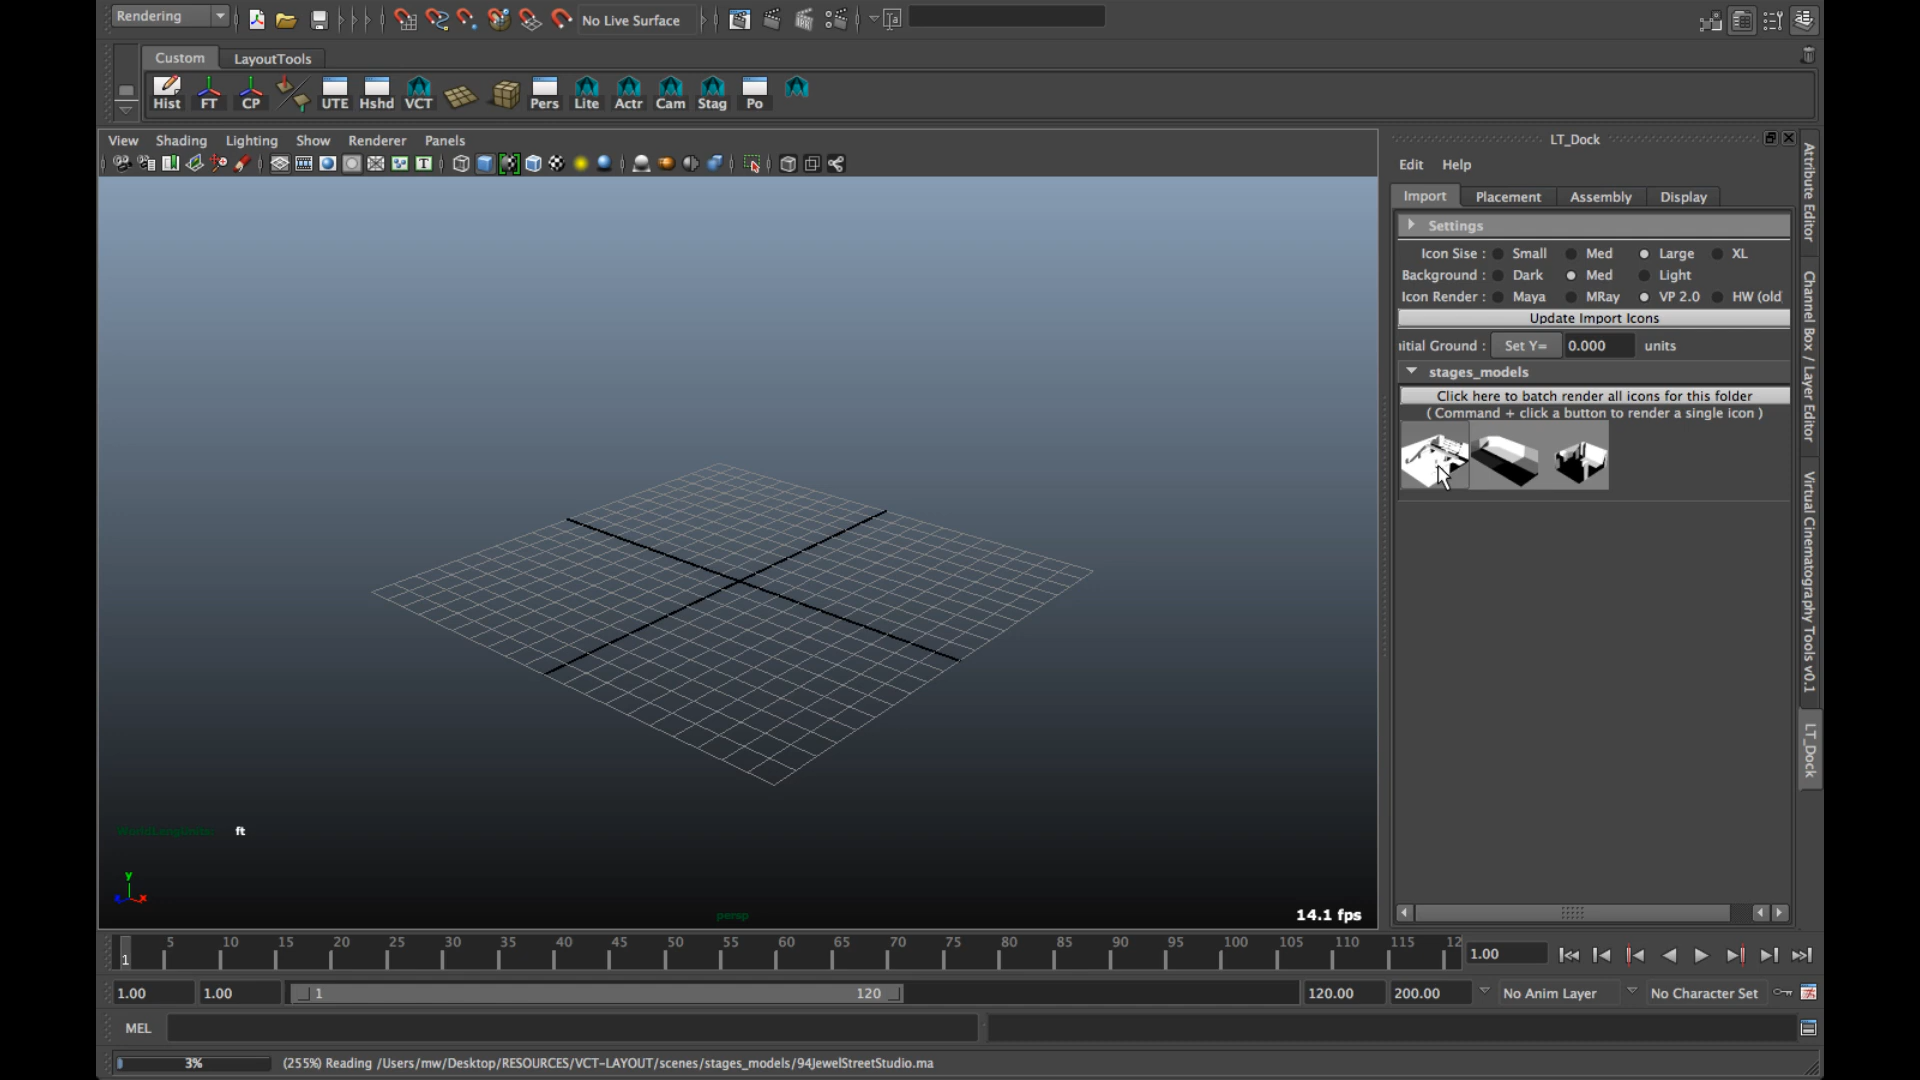 Rendering
No Live Surface
Custom LayoutTools
Hist FT CP UTE Hshd VCT Pers Lite Actr Cam Stag Po
View Shading Lighting Show Renderer Panels
LT_Dock
Edit Help
Import Placement Assembly Display
Settings
Icon Sise : Small Med Large XL
Background : Dark Med Light
Icon Render : Maya MRay VP 2.0 HW (old
Update Import Icons
itial Ground : Set Y= 0.000 units
stages_models
Click here to batch render all icons for this folder
( Command + click a button to render a single icon )
Attribute Editor
Channel Box / Layer Editor
Virtual Cinematography Tools v0.1
LT_Dock
ft
y
x
persp
14.1 fps
1 5 10 15 20 25 30 35 40 45 50 55 60 65 70 75 80 85 90 95 100 105 110 115 12
1.00
1.00 1.00 1 120 120.00 200.00 No Anim Layer No Character Set
MEL
3% (255%) Reading /Users/mw/Desktop/RESOURCES/VCT-LAYOUT/scenes/stages_models/94JewelStreetStudio.ma